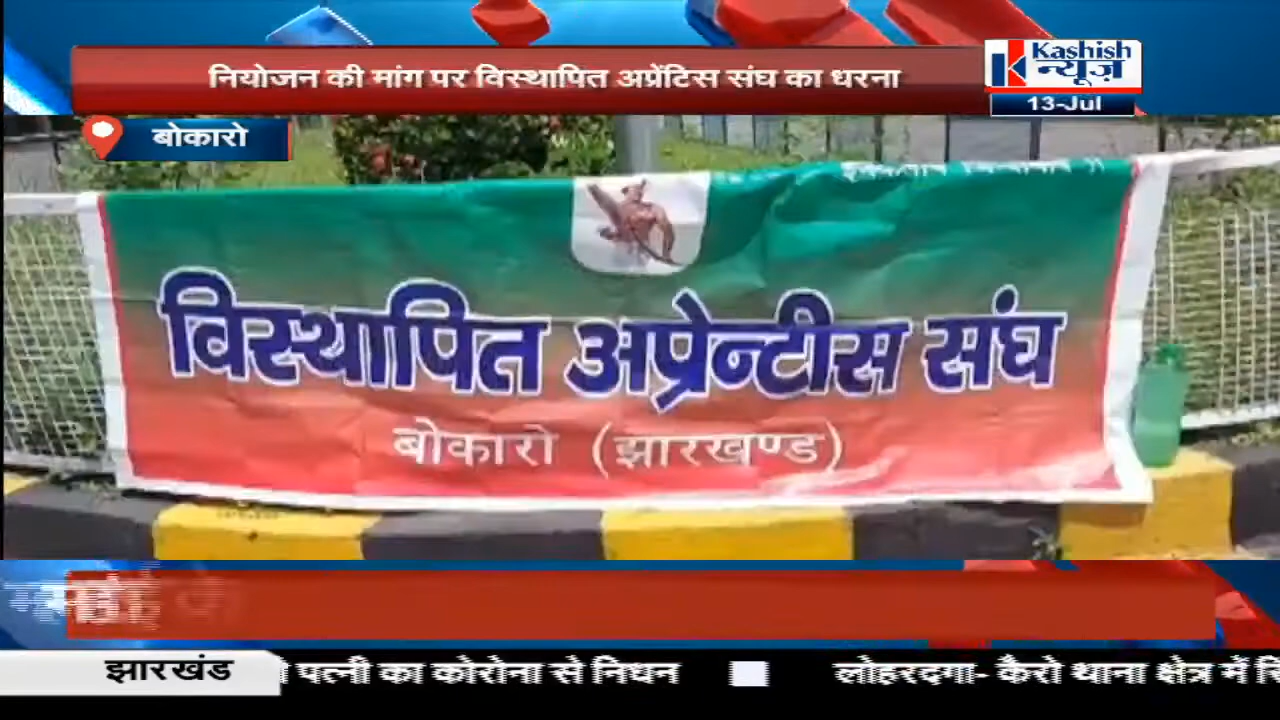 नियोजन की मांग पर विस्थापित अप्रेंटिस संघ का धरना
Kashish
न्यूज़
13-Jul
बोकारो
विस्थापित अप्रेन्टीस संघ
बोकारो (झारखण्ड)
झारखंड
पत्नी का कोरोना से निधन
लोहरदगा- कैरो थाना क्षेत्र में